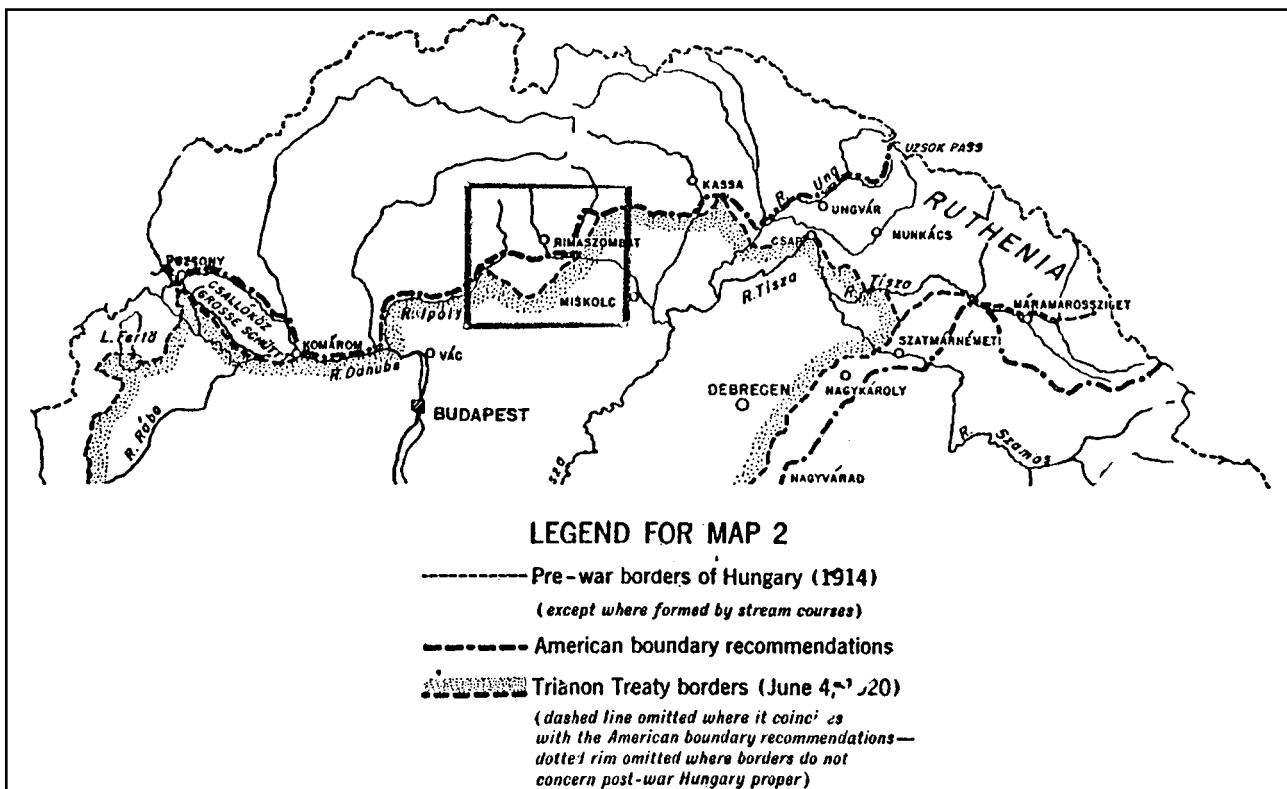 UZSOK PASS
KASSA
R. Ung
UNGVÁR
RUTHENIA
MUNKÁCS
RIMASZOMBAT
CSAP
POZSONY
R. Tisza
R. Tisza
MÁRAMAROSSZIGET
MISKOLC
CSALLOKÖZ
(GROSSE SCHÜTT)
R. Ipoly
L. Fertö
KOMÁROM
VÁC
SZATMÁRNÉMETI
R. Danube
DEBRECEN
NAGYKÁROLY
BUDAPEST
R. Rába
R. Szamos
NAGYVÁRAD
LEGEND FOR MAP 2
Pre-war borders of Hungary (1914)
(except where formed by stream courses)
American boundary recommendations
Trianon Treaty borders (June 4,
(dashed line omitted where it
with the American boundary recommendations—
dotted rim omitted where borders do not
concern post-war Hungary proper)